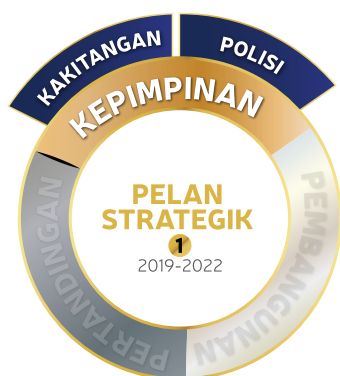 KAKITANGAN
POLISI
KEPIMPINAN
PELAN
STRATEGIK
1
2019-2022
PERTANDINGAN
PEMBANGUNAN